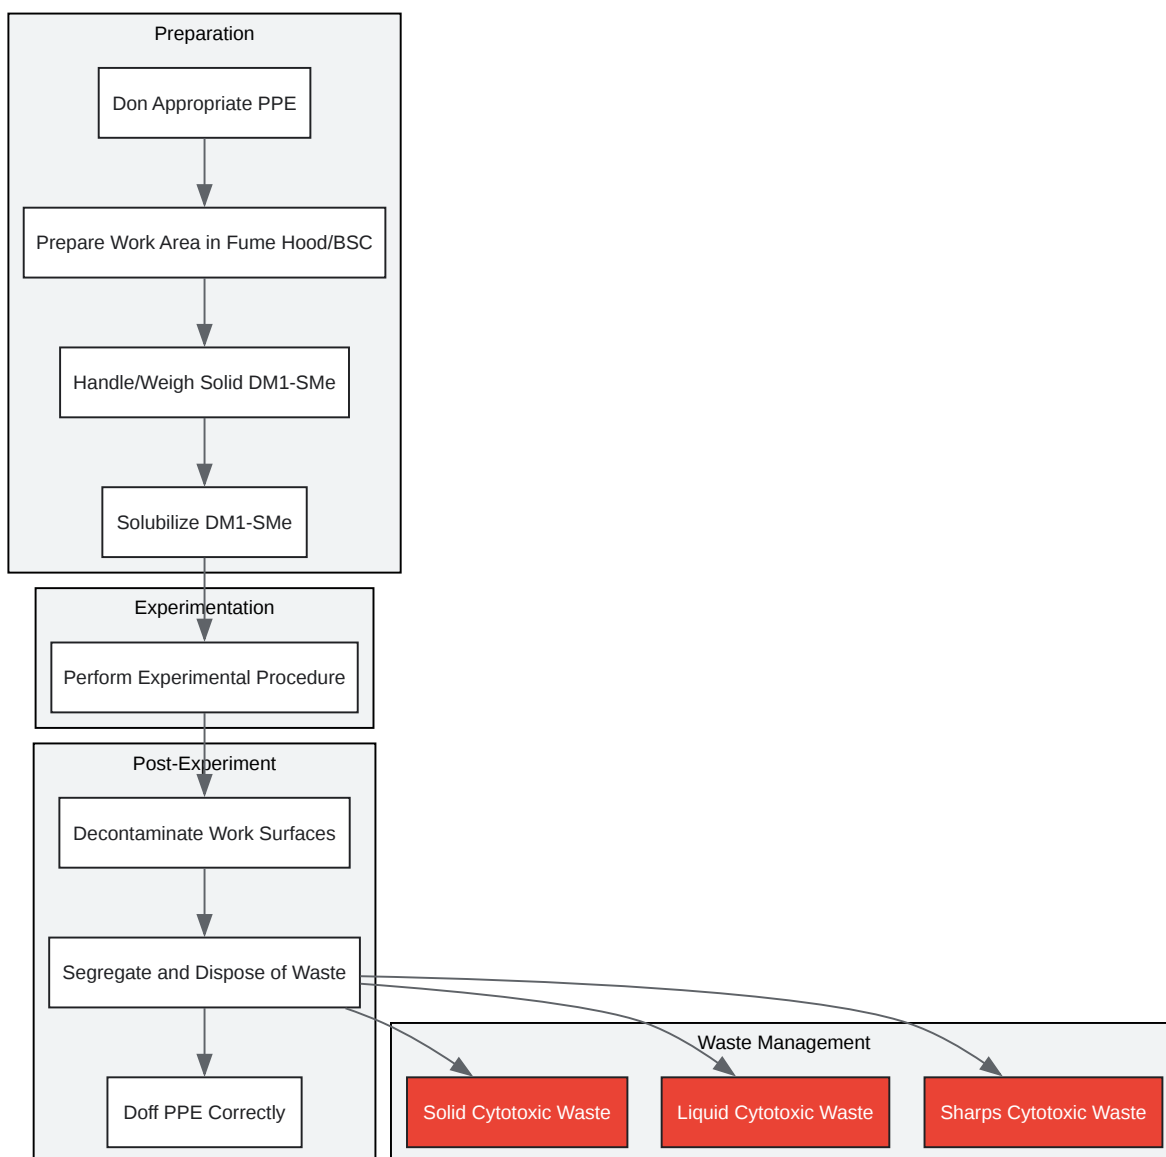 Preparation
Don Appropriate PPE
Prepare Work Area in Fume Hood/BSC
Handle/Weigh Solid DM1-SMe
Solubilize DM1-SMe
Experimentation
Perform Experimental Procedure
Post-Experiment
Decontaminate Work Surfaces
Segregate and Dispose of Waste
Doff PPE Correctly
Waste Management
Solid Cytotoxic Waste
Liquid Cytotoxic Waste
Sharps Cytotoxic Waste